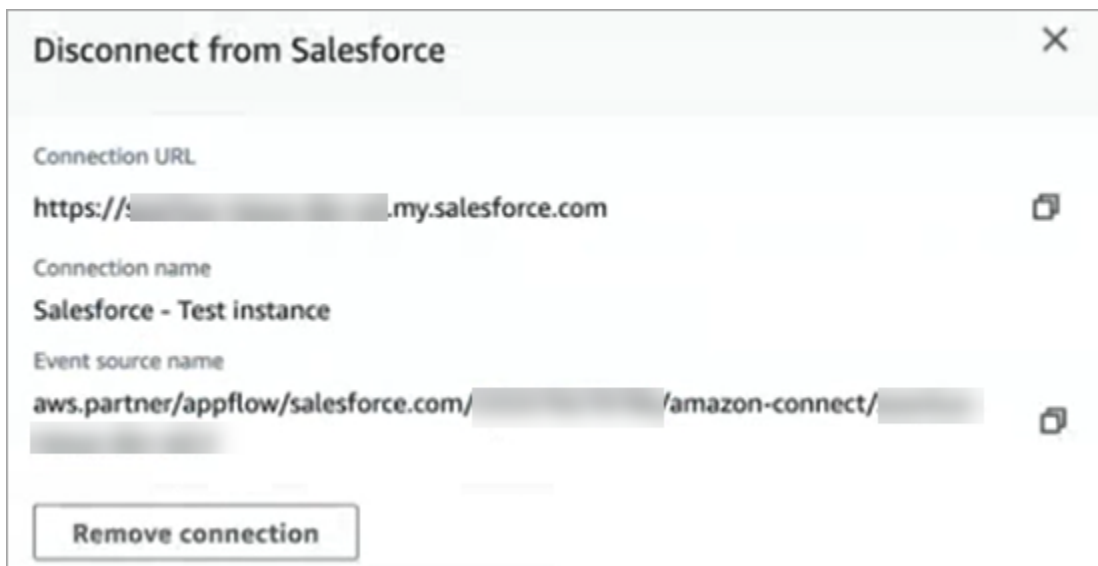 Disconnect from Salesforce
Connection URL
https:// .my.salesforce.com
Connection name
Salesforce - Test instance
Event source name
aws.partner/appflow/salesforce.com/ /amazon-connect/
Remove connection